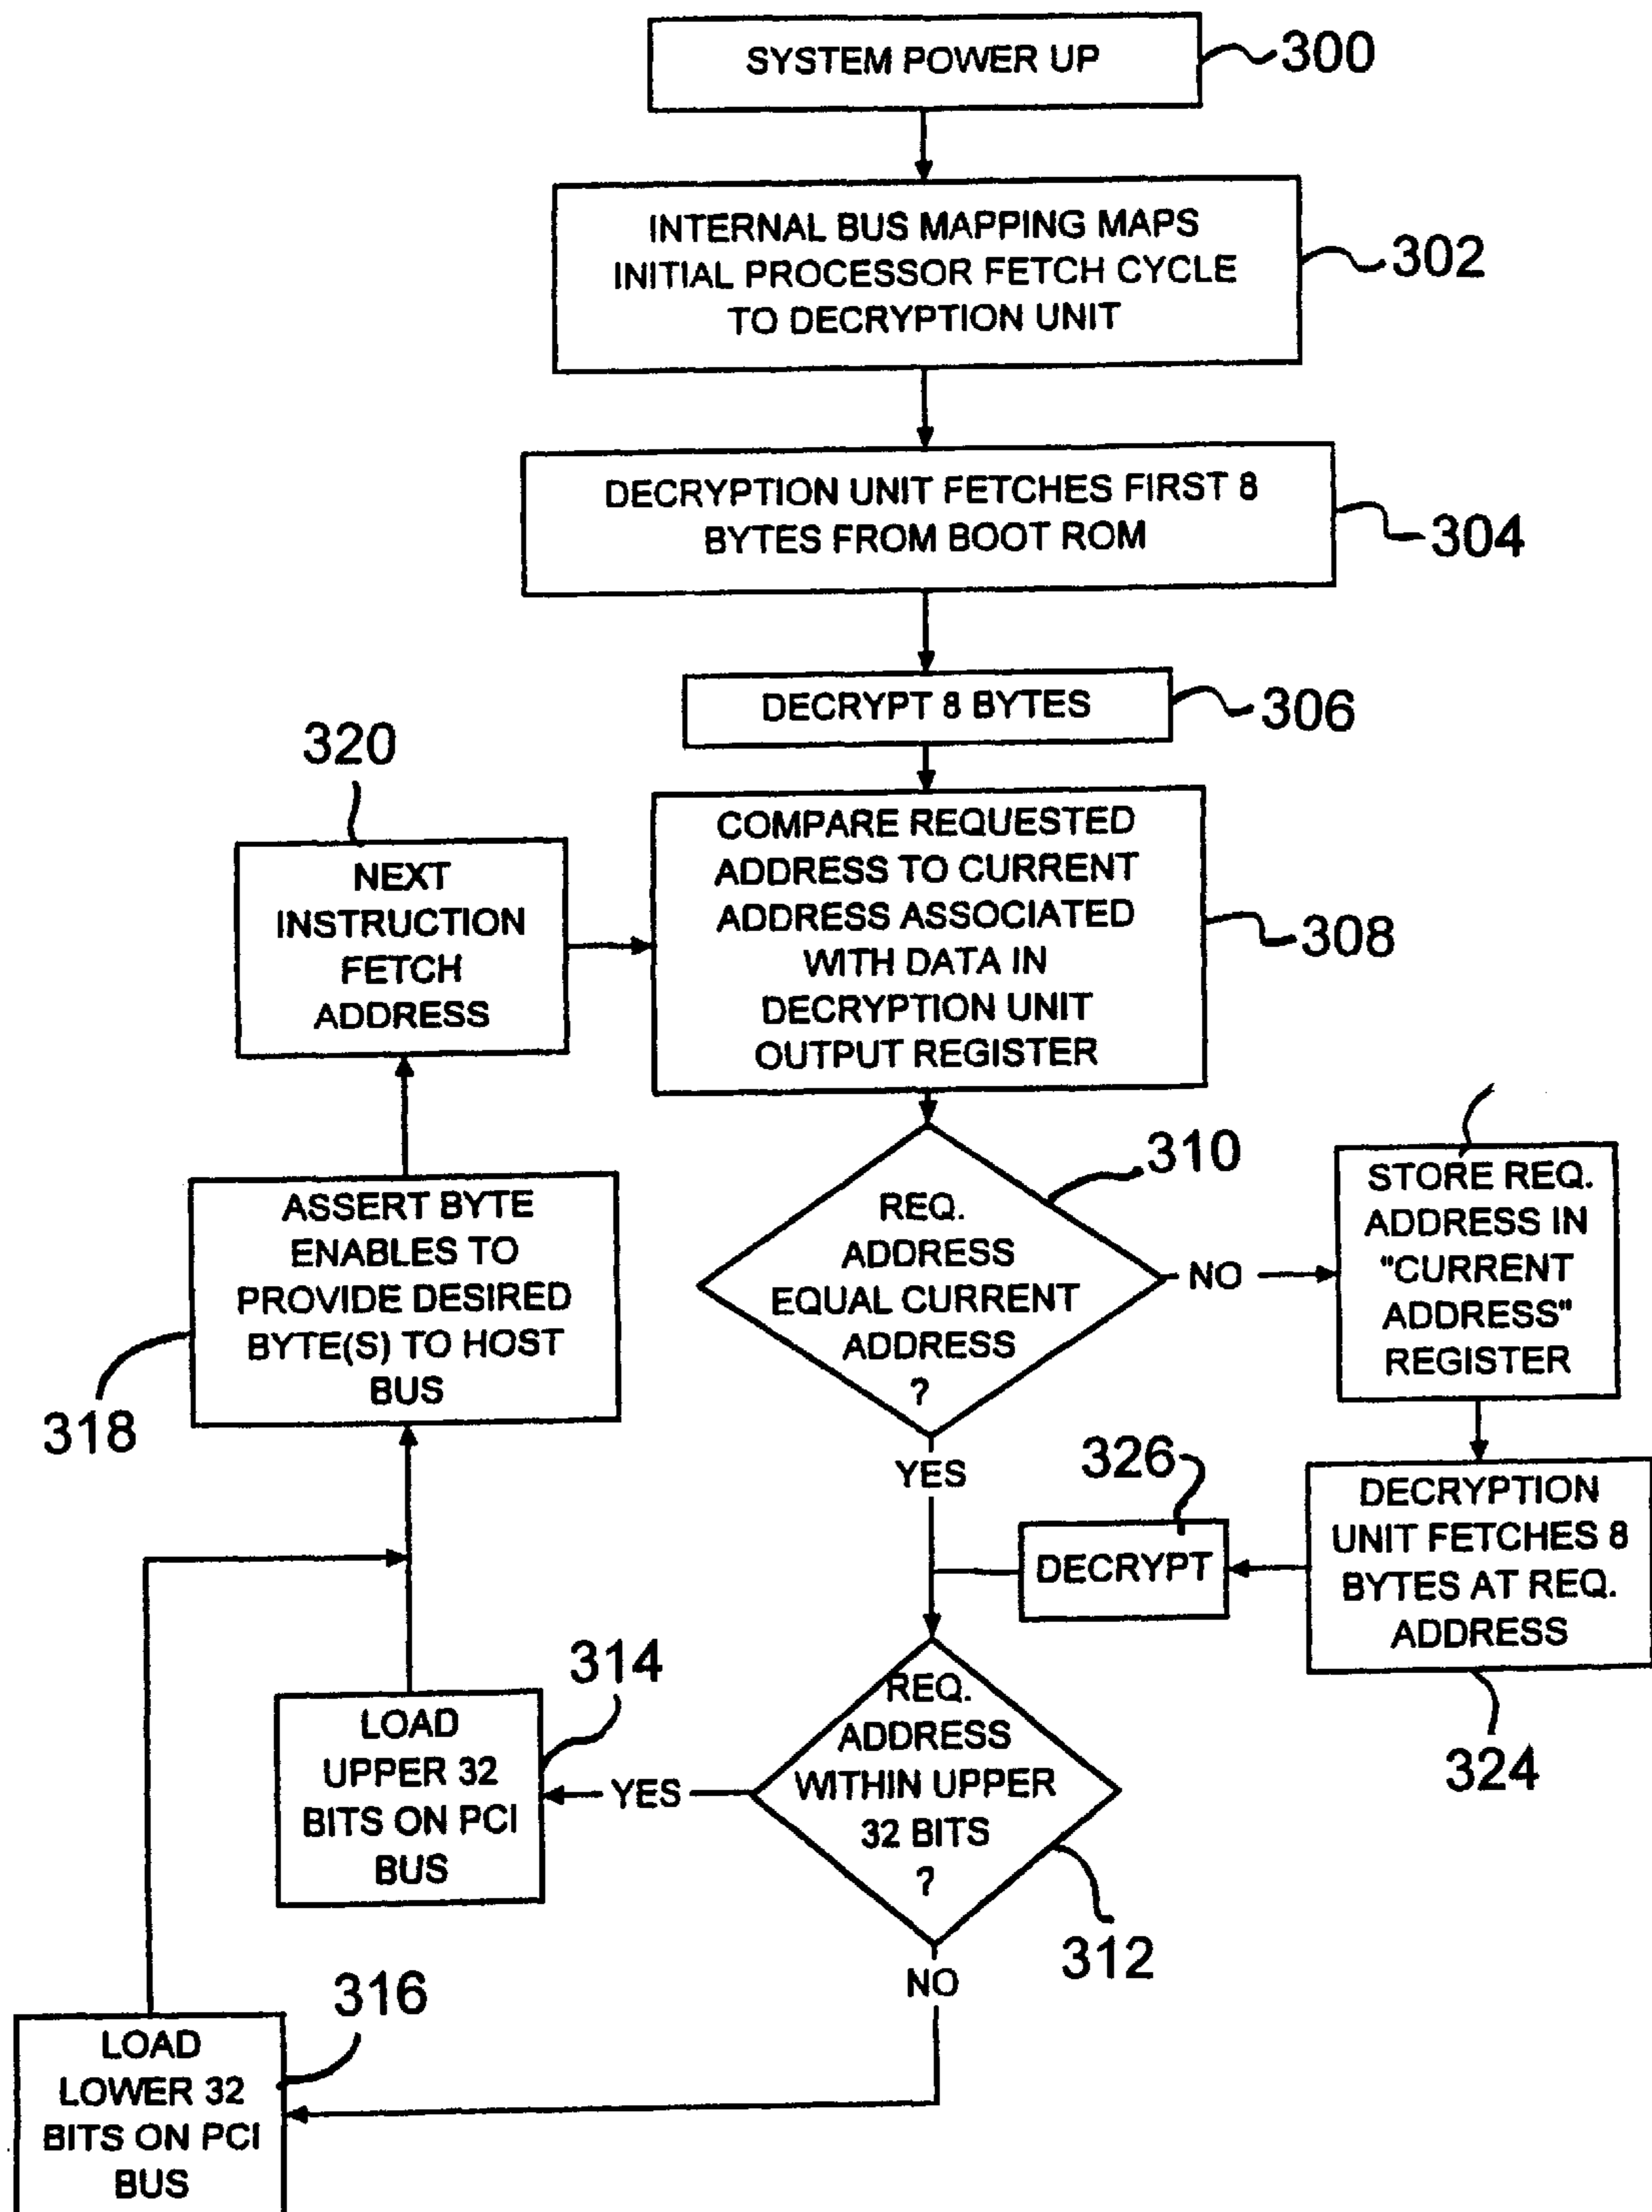 SYSTEM POWER UP
300
INTERNAL BUS MAPPING MAPS
INITIAL PROCESSOR FETCH CYCLE
TO DECRYPTION UNIT
302
DECRYPTION UNIT FETCHES FIRST 8
BYTES FROM BOOT ROM
304
DECRYPT 8 BYTES
306
320
NEXT
INSTRUCTION
FETCH
ADDRESS
COMPARE REQUESTED
ADDRESS TO CURRENT
ADDRESS ASSOCIATED
WITH DATA IN
DECRYPTION UNIT
OUTPUT REGISTER
308
310
REQ.
ADDRESS
EQUAL CURRENT
ADDRESS
?
NO
STORE REQ.
ADDRESS IN
"CURRENT
ADDRESS"
REGISTER
ASSERT BYTE
ENABLES TO
PROVIDE DESIRED
BYTE(S) TO HOST
BUS
318
YES
326
DECRYPT
DECRYPTION
UNIT FETCHES 8
BYTES AT REQ.
ADDRESS
324
REQ.
ADDRESS
WITHIN UPPER
32 BITS
?
312
YES
314
LOAD
UPPER 32
BITS ON PCI
BUS
NO
316
LOAD
LOWER 32
BITS ON PCI
BUS